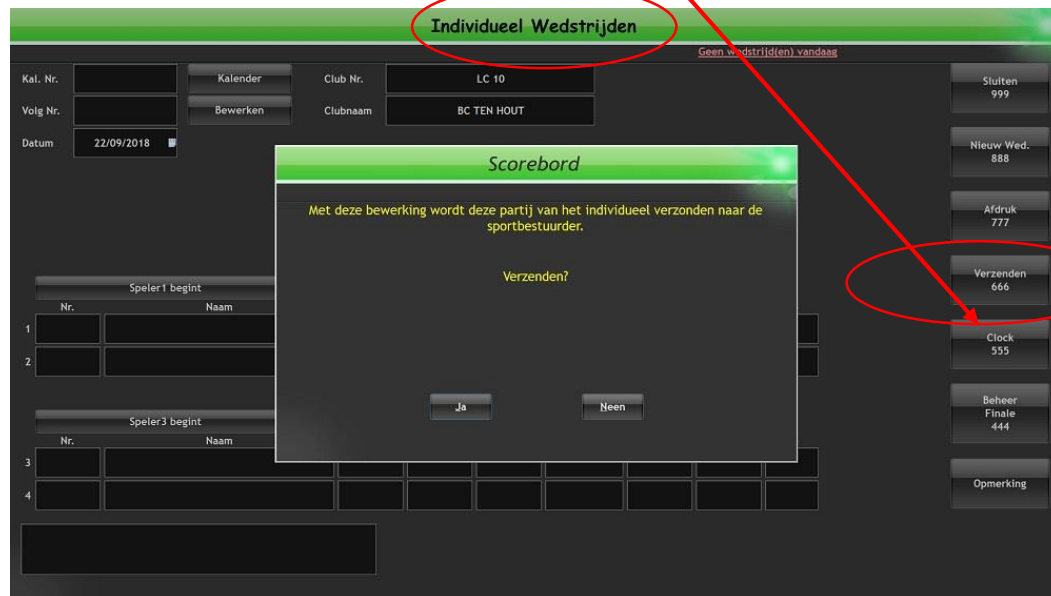 Individueel Wedstrijden
Geen wedstrijd(en) vandaag
Kal. Nr. Kalender Club Nr. LC 10
Volg Nr. Bewerken Clubnaam BC TEN HOUT
Datum 22/09/2018
Sluiten
999
Nieuw Wed.
888
Afdruk
777
Verzenden
666
Clock
555
Beheer
Finale
444
Opmerking
Scorebord
Met deze bewerking wordt deze partij van het individueel verzonden naar de
sportbestuurder.
Verzenden?
Ja Neen
Speler1 begint
Nr. Naam
1
2
Speler3 begint
Nr. Naam
3
4